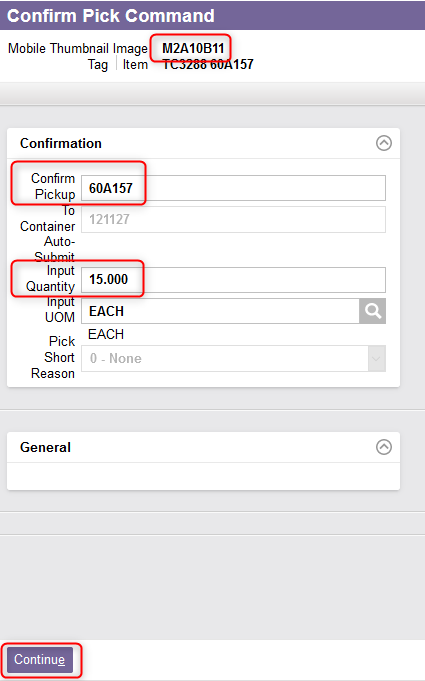 Confirm Pick Command
Mobile Thumbnail Image M2A10B11
Tag Item TC3288 60A157
Confirmation
Confirm
Pickup 60A157
To
Container 121127
Auto-
Submit
Input
Quantity 15.000
Input
UOM EACH
EACH
Pick
Short
Reason 0 - None
General
Continue